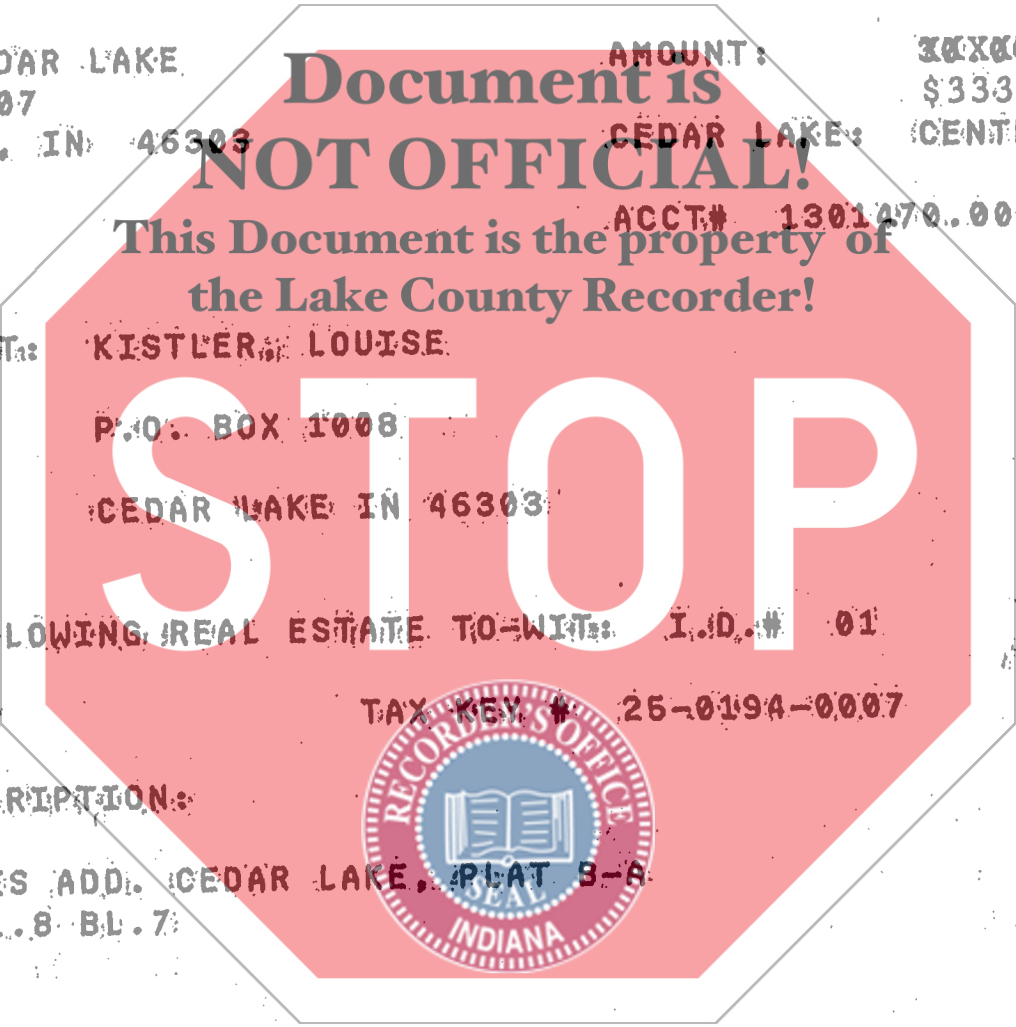 DAR LAKE
AMOUNT:
Document is
07
$333
. IN 46303
CEDAR LAKE: CENT
NOT OFFICIAL!
ACCT# 1301470.00
This Document is the property of
the Lake County Recorder!
T: KISTLER, LOUISE
STOP
P.O. BOX 1008
CEDAR LAKE IN 46303
LOWING REAL ESTATE TO-WIT: I.D.# 01
TAX KEY # 25-0194-0007
RECORDER'S OFFICE
RIPTION:
ES ADD. CEDAR LAKE, PLAT B-A
SEAL
.8 BL.7
INDIANA